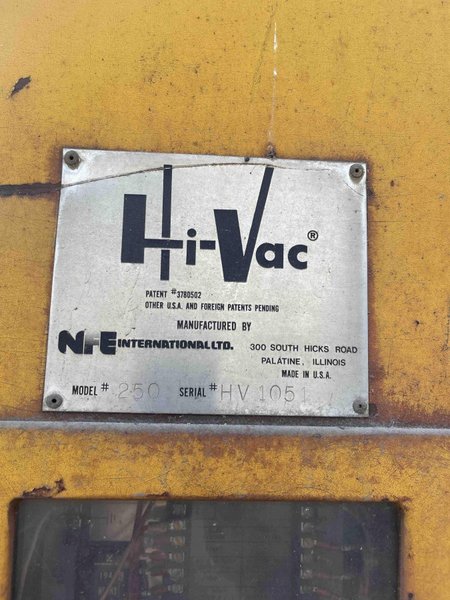 Hi-Vac®
PATENT #3780502
OTHER U.S.A. AND FOREIGN PATENTS PENDING
MANUFACTURED BY
NFE INTERNATIONAL LTD.
300 SOUTH HICKS ROAD
PALATINE, ILLINOIS
MADE IN U.S.A.
MODEL # 250 SERIAL # HV 1051